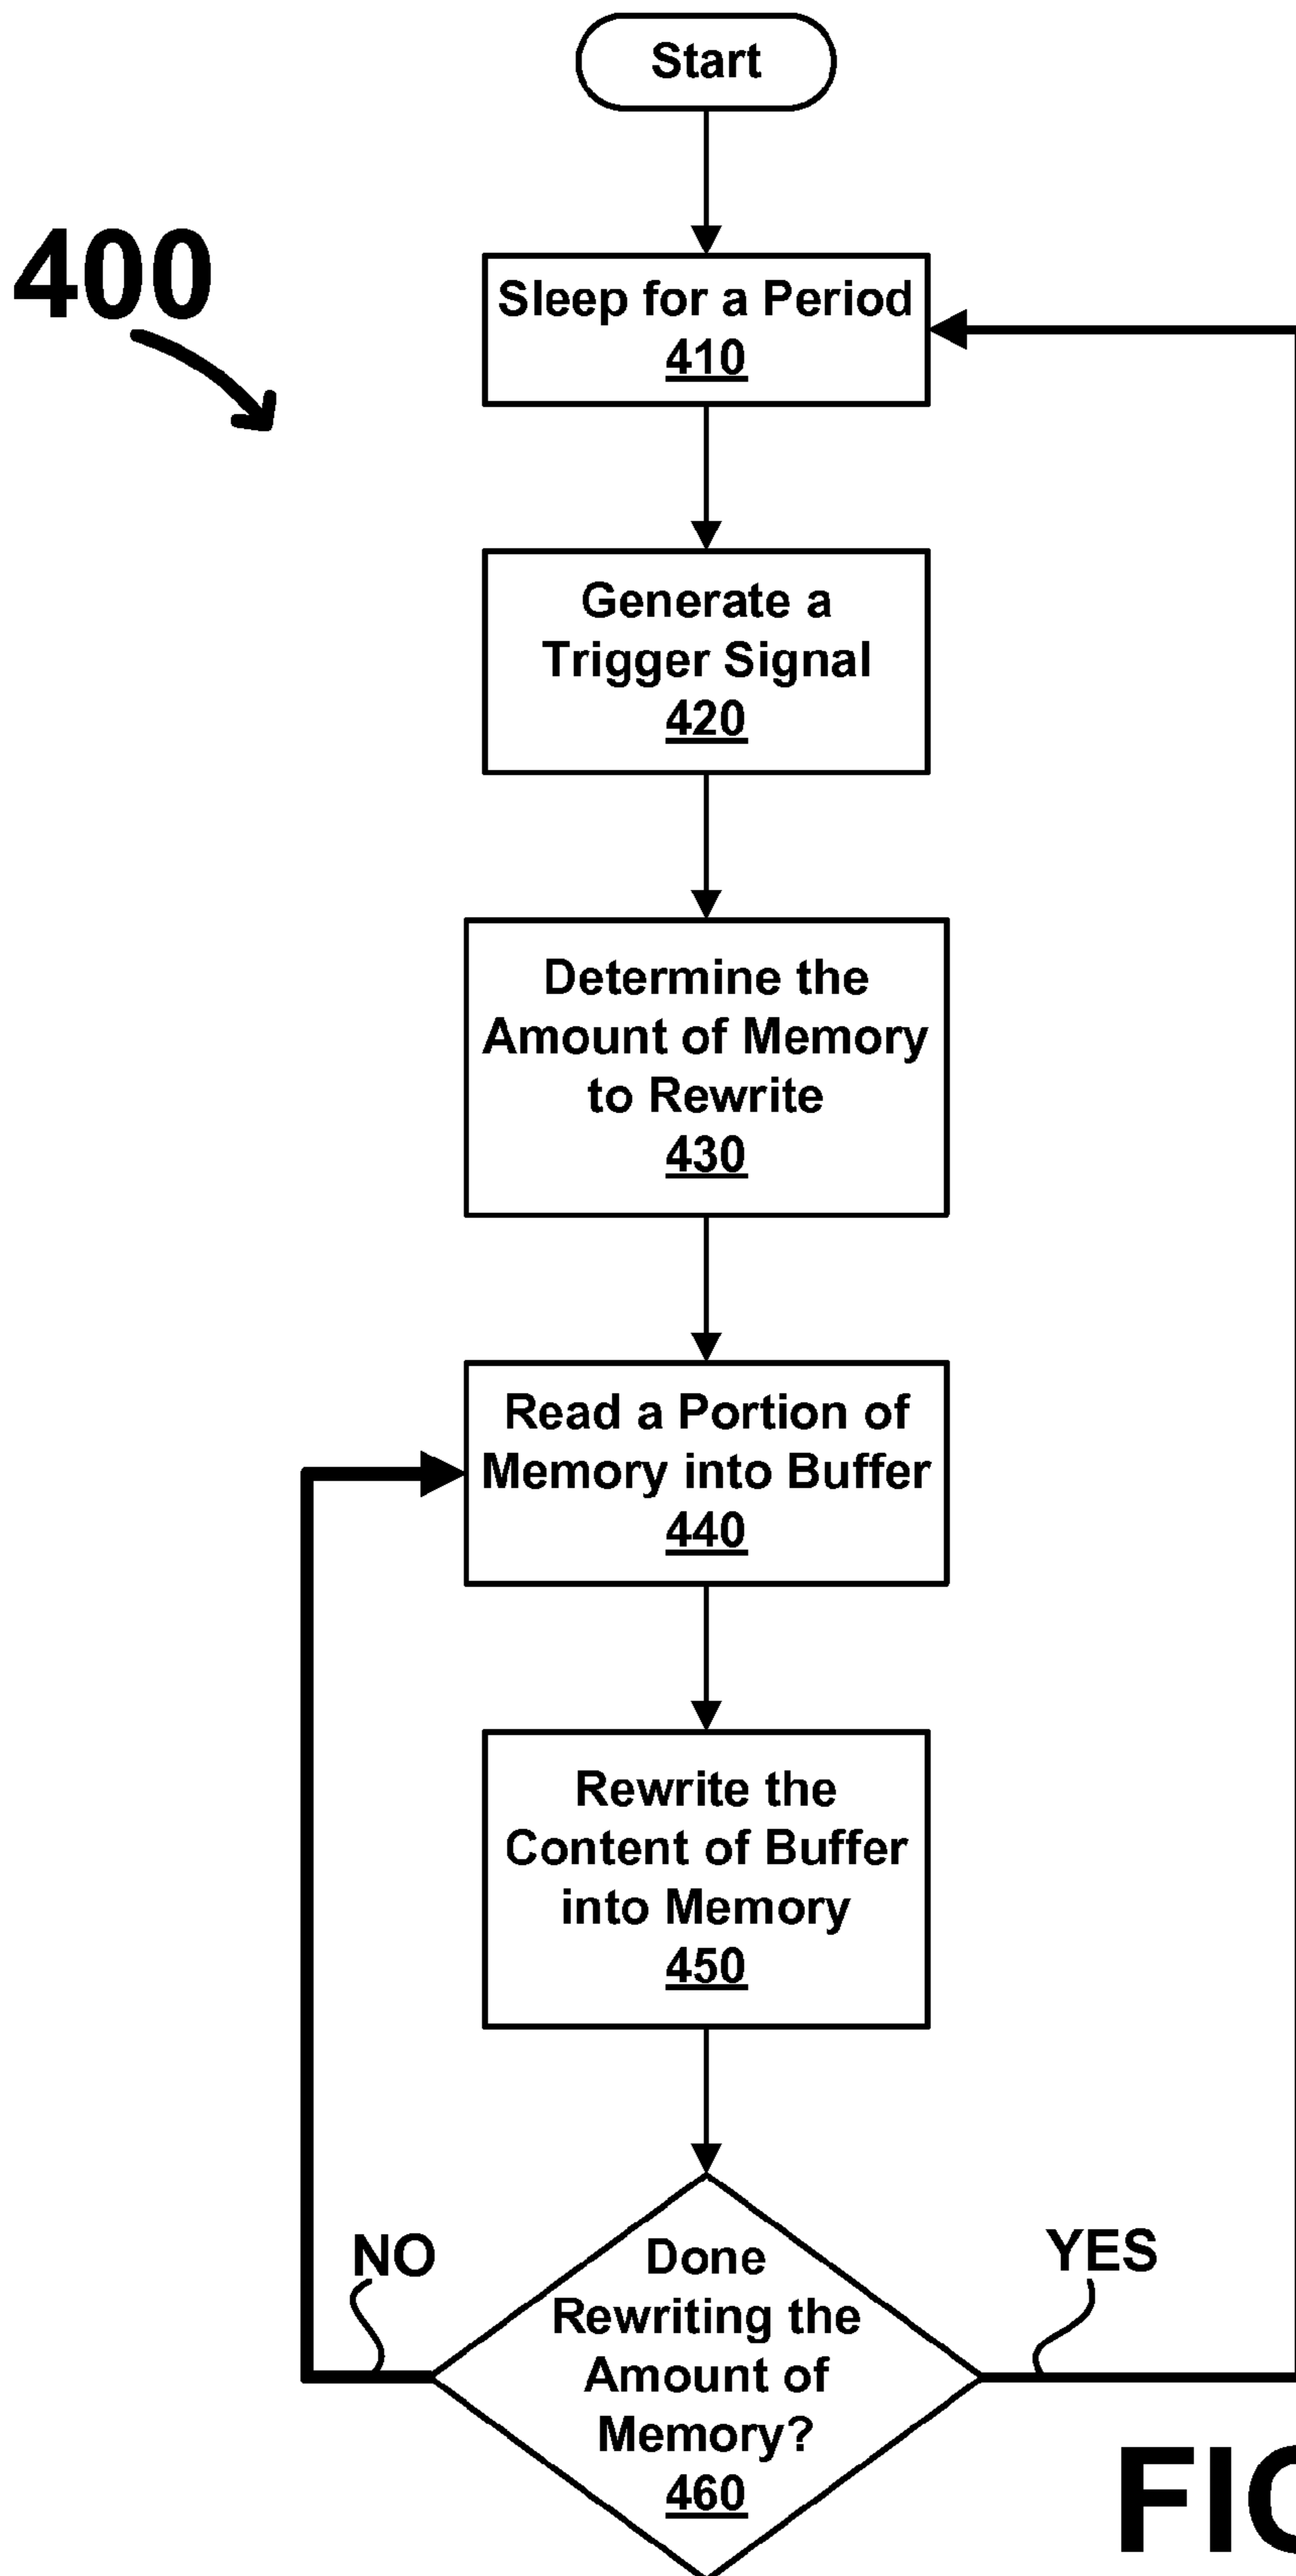 Start
400
Sleep for a Period
410
Generate a
Trigger Signal
420
Determine the
Amount of Memory
to Rewrite
430
Read a Portion of
Memory into Buffer
440
Rewrite the
Content of Buffer
into Memory
450
NO
YES
Done
Rewriting the
Amount of
Memory?
460